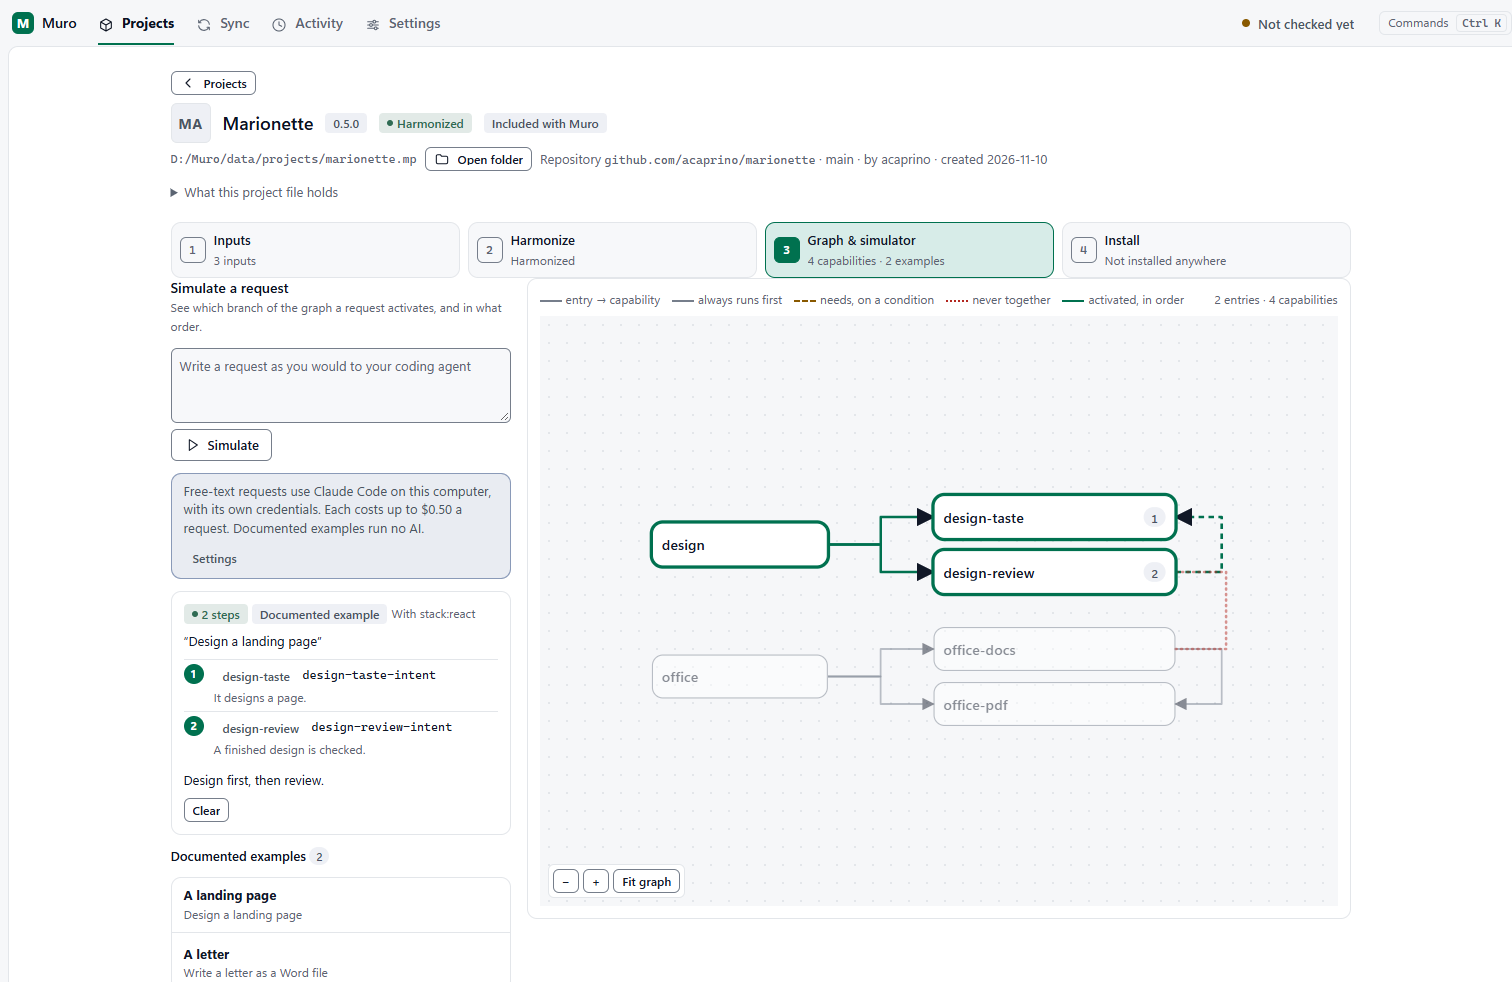 M Muro Projects Sync Activity Settings Not checked yet Commands Ctrl K
Projects
MA Marionette 0.5.0 Harmonized Included with Muro
D:/Muro/data/projects/marionette.mp Open folder Repository github.com/acaprino/marionette · main · by acaprino · created 2026-11-10
What this project file holds
1 Inputs
3 inputs
2 Harmonize
Harmonized
3 Graph & simulator
4 capabilities · 2 examples
4 Install
Not installed anywhere
Simulate a request
See which branch of the graph a request activates, and in what
order.
Write a request as you would to your coding agent
Simulate
Free-text requests use Claude Code on this computer,
with its own credentials. Each costs up to $0.50 a
request. Documented examples run no AI.
Settings
2 steps Documented example With stack:react
“Design a landing page”
1 design-taste design-taste-intent
It designs a page.
2 design-review design-review-intent
A finished design is checked.
Design first, then review.
Clear
Documented examples 2
A landing page
Design a landing page
A letter
Write a letter as a Word file
entry → capability always runs first needs, on a condition never together activated, in order 2 entries · 4 capabilities
design
design-taste 1
design-review 2
office
office-docs
office-pdf
− + Fit graph